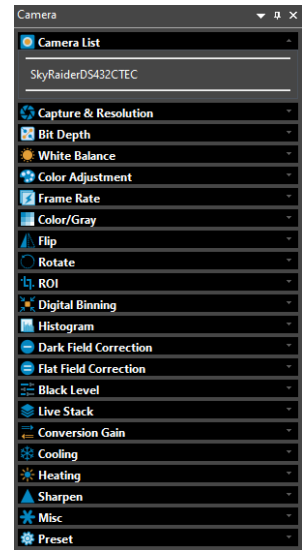 Camera
Camera List
SkyRaiderDS432CTEC
Capture & Resolution
Bit Depth
White Balance
Color Adjustment
Frame Rate
Color/Gray
Flip
Rotate
ROI
Digital Binning
Histogram
Dark Field Correction
Flat Field Correction
Black Level
Live Stack
Conversion Gain
Cooling
Heating
Sharpen
Misc
Preset